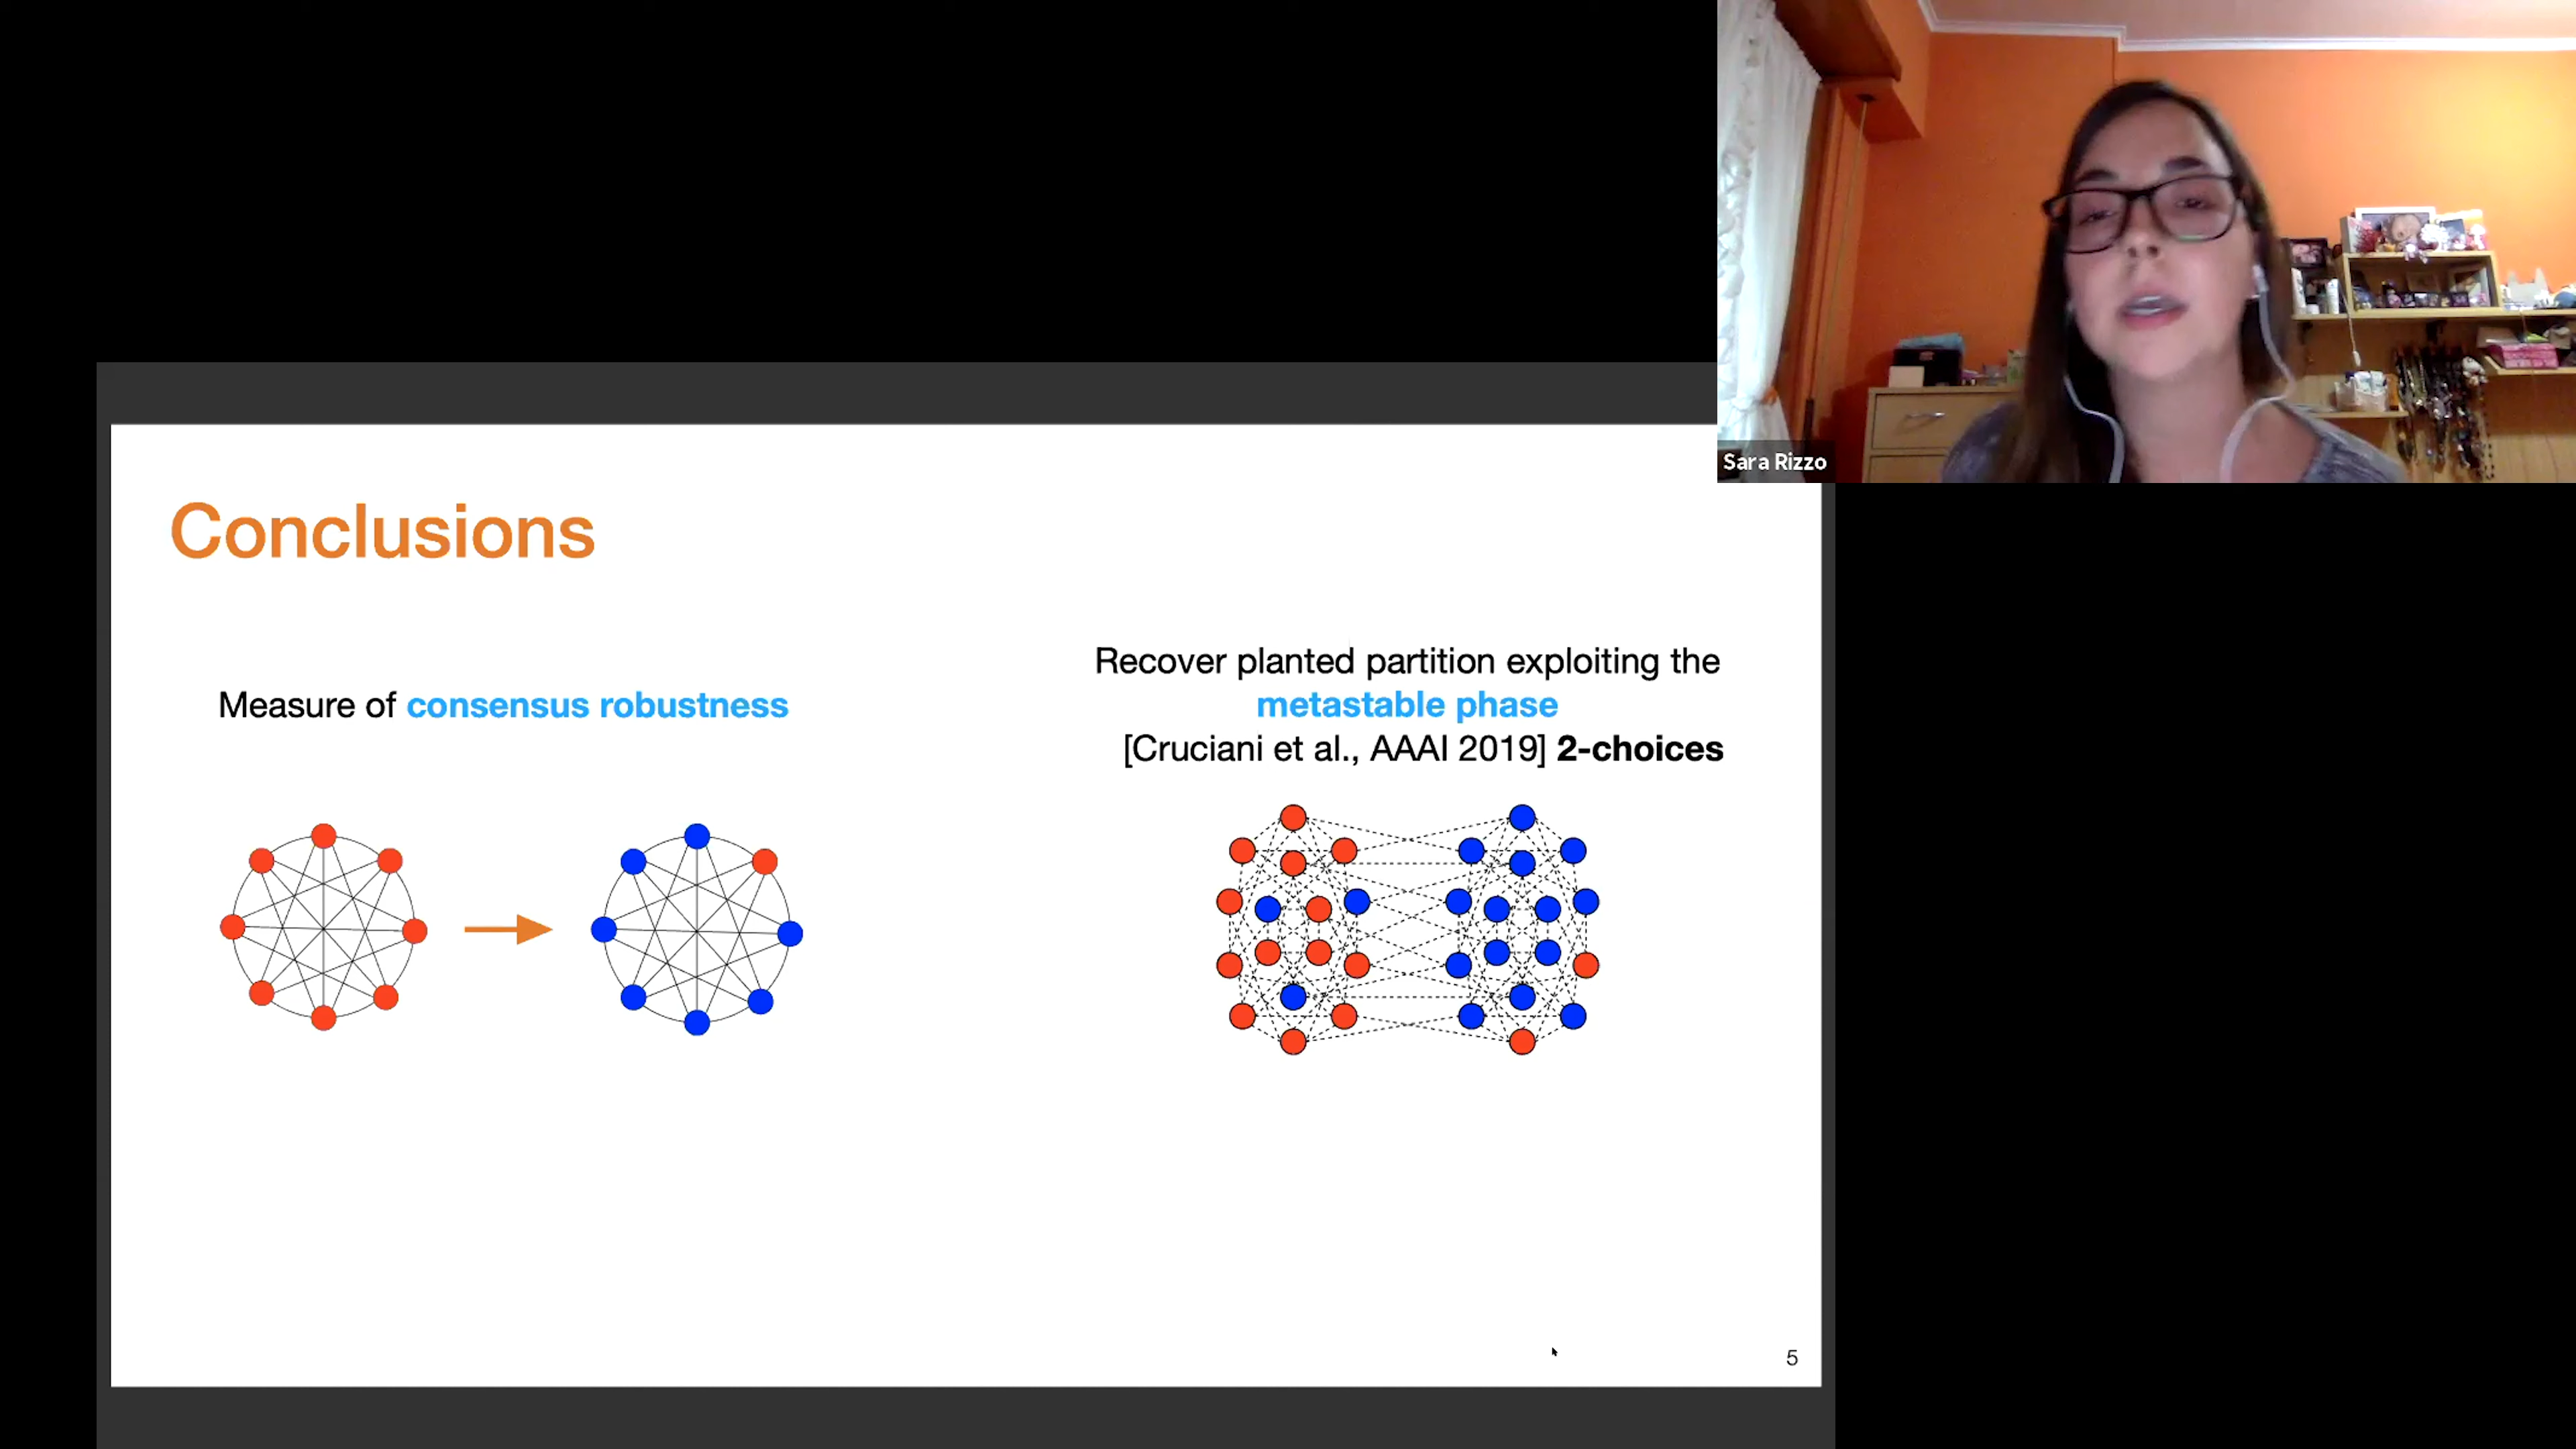 Sara Rizzo
Conclusions
Measure of consensus robustness
Recover planted partition exploiting the
metastable phase
[Cruciani et al., AAAI 2019] 2-choices
5